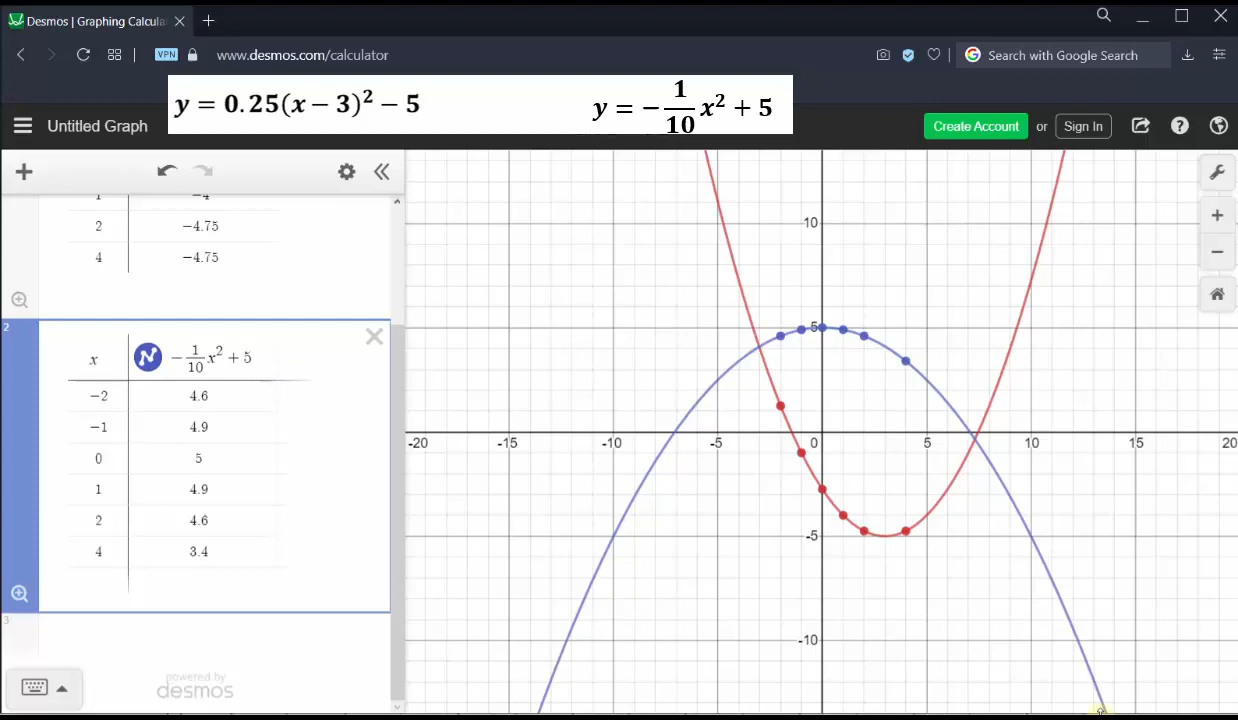 Desmos | Graphing Calcula
VPN www.desmos.com/calculator Search with Google Search
y = 0.25(x − 3)² − 5
y = −1/10 x² + 5
Untitled Graph Create Account or Sign In
1 −4
2 −4.75
4 −4.75
2
x −1/10 x² + 5
−2 4.6
−1 4.9
0 5
1 4.9
2 4.6
4 3.4
3
powered by
desmos
10
5
-20 -15 -10 -5 0 5 10 15 20
-5
-10